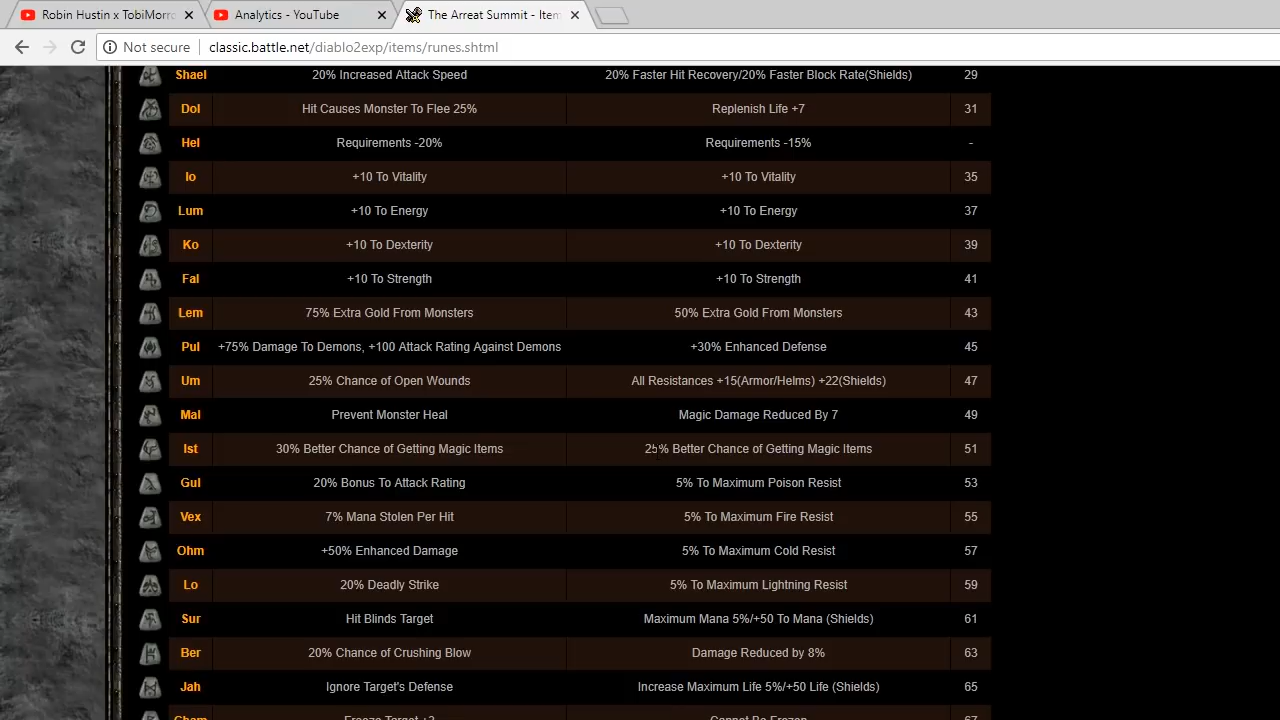 Robin Hustin x TobiMorro
Analytics - YouTube
The Arreat Summit - Item
Not secure classic.battle.net/diablo2exp/items/runes.shtml
Shael 20% Increased Attack Speed 20% Faster Hit Recovery/20% Faster Block Rate(Shields) 29
Dol Hit Causes Monster To Flee 25% Replenish Life +7 31
Hel Requirements -20% Requirements -15% -
Io +10 To Vitality +10 To Vitality 35
Lum +10 To Energy +10 To Energy 37
Ko +10 To Dexterity +10 To Dexterity 39
Fal +10 To Strength +10 To Strength 41
Lem 75% Extra Gold From Monsters 50% Extra Gold From Monsters 43
Pul +75% Damage To Demons, +100 Attack Rating Against Demons +30% Enhanced Defense 45
Um 25% Chance of Open Wounds All Resistances +15(Armor/Helms) +22(Shields) 47
Mal Prevent Monster Heal Magic Damage Reduced By 7 49
Ist 30% Better Chance of Getting Magic Items 25% Better Chance of Getting Magic Items 51
Gul 20% Bonus To Attack Rating 5% To Maximum Poison Resist 53
Vex 7% Mana Stolen Per Hit 5% To Maximum Fire Resist 55
Ohm +50% Enhanced Damage 5% To Maximum Cold Resist 57
Lo 20% Deadly Strike 5% To Maximum Lightning Resist 59
Sur Hit Blinds Target Maximum Mana 5%/+50 To Mana (Shields) 61
Ber 20% Chance of Crushing Blow Damage Reduced by 8% 63
Jah Ignore Target's Defense Increase Maximum Life 5%/+50 Life (Shields) 65
Cham Freeze Target +3 Cannot Be Frozen 67